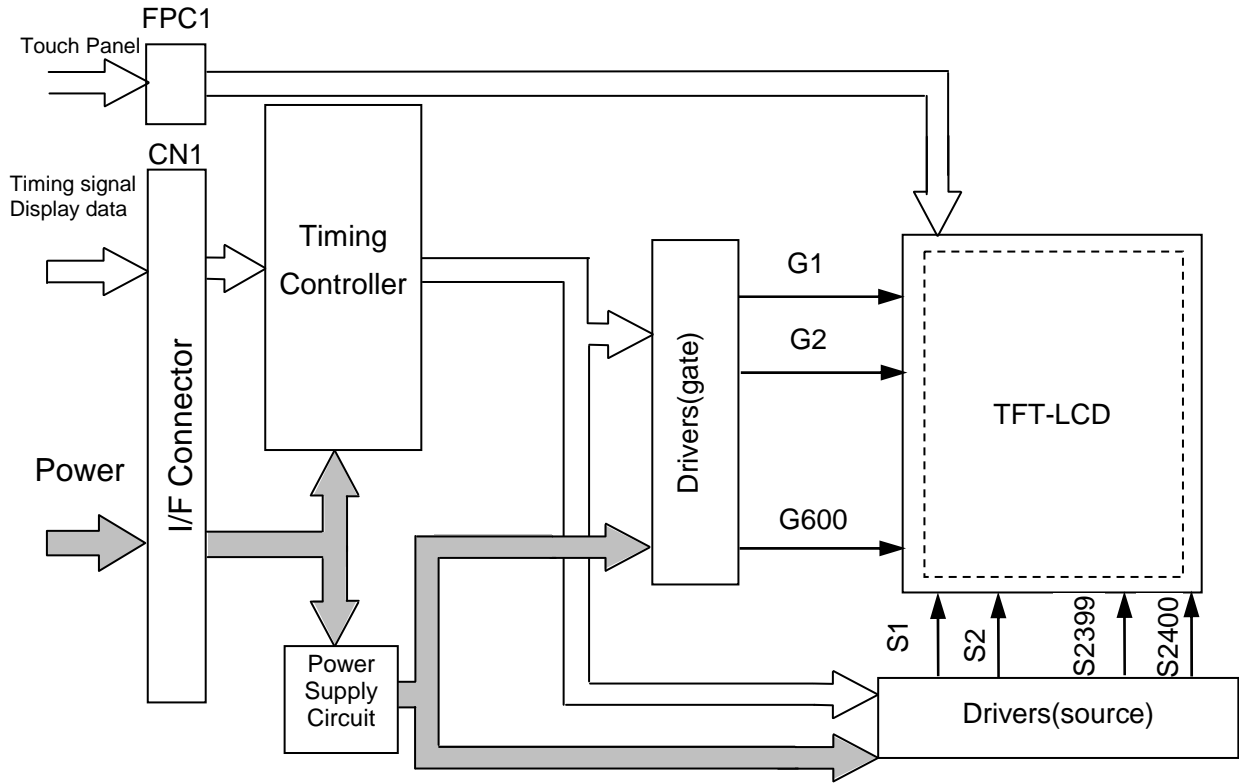 FPC1
Touch Panel
CN1
Timing signal
Display data
Timing
Controller
I/F Connector
Power
Drivers(gate)
G1
G2
G600
TFT-LCD
S1
S2
S2399
S2400
Power
Supply
Circuit
Drivers(source)